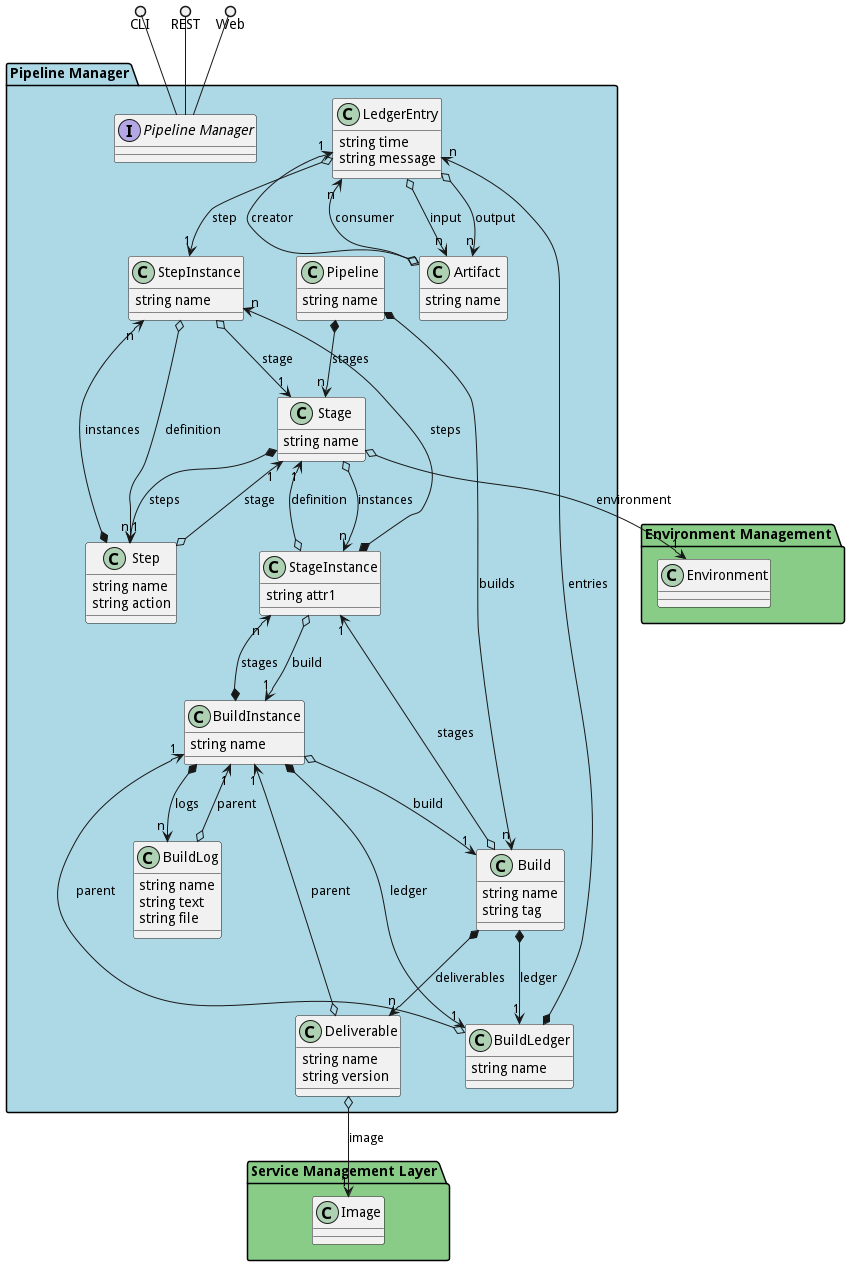 CLI
REST
Web
Pipeline Manager
I Pipeline Manager
C LedgerEntry
string time
string message
1
n
n
step
creator
consumer
input
output
1
n
n
C StepInstance
string name
C Pipeline
string name
C Artifact
string name
n
n
stage
stages
1
n
instances
definition
steps
C Stage
string name
steps
stage
1
1
definition
instances
environment
n
1
n
C Step
string name
string action
C StageInstance
string attr1
Environment Management
1
C Environment
builds
entries
n
1
stages
build
1
stages
C BuildInstance
string name
1
logs
parent
1
1
build
n
1
n
C BuildLog
string name
string text
string file
C Build
string name
string tag
parent
parent
ledger
deliverables
ledger
n
1
1
C Deliverable
string name
string version
C BuildLedger
string name
image
Service Management Layer
C Image